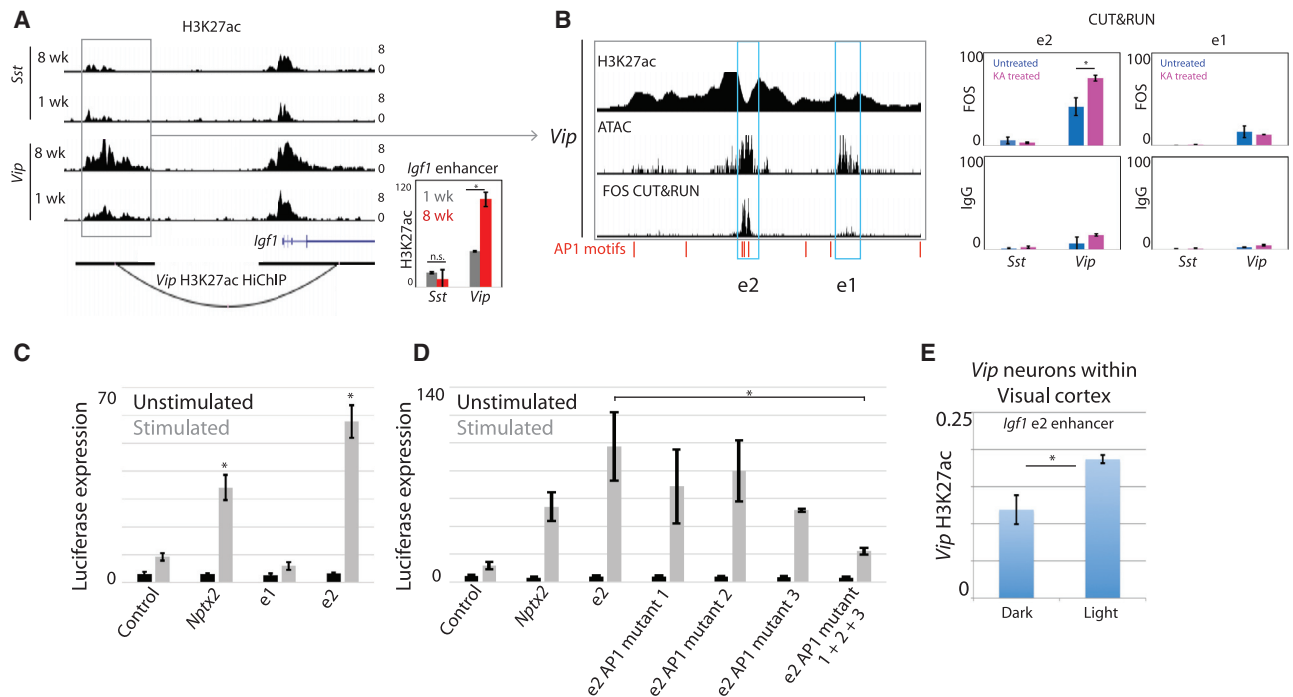 A
H3K27ac
Sst
8 wk
8
0
1 wk
8
0
Vip
8 wk
8
0
1 wk
8
0
Igf1
Vip H3K27ac HiChIP
Igf1 enhancer
120
1 wk
8 wk
*
n.s.
H3K27ac
0
Sst Vip
B
Vip
H3K27ac
ATAC
FOS CUT&RUN
AP1 motifs
e2 e1
CUT&RUN
e2 e1
100
Untreated
KA treated
*
FOS
0
100
Untreated
KA treated
FOS
0
100
IgG
0
Sst Vip
100
IgG
0
Sst Vip
C
70
Unstimulated
Stimulated
*
*
Luciferase expression
0
Control
Nptx2
e1
e2
D
140
Unstimulated
Stimulated
*
Luciferase expression
0
Control
Nptx2
e2
e2 AP1 mutant 1
e2 AP1 mutant 2
e2 AP1 mutant 3
e2 AP1 mutant
1 + 2 + 3
E
Vip neurons within
Visual cortex
0.25
Igf1 e2 enhancer
*
Vip H3K27ac
0
Dark Light